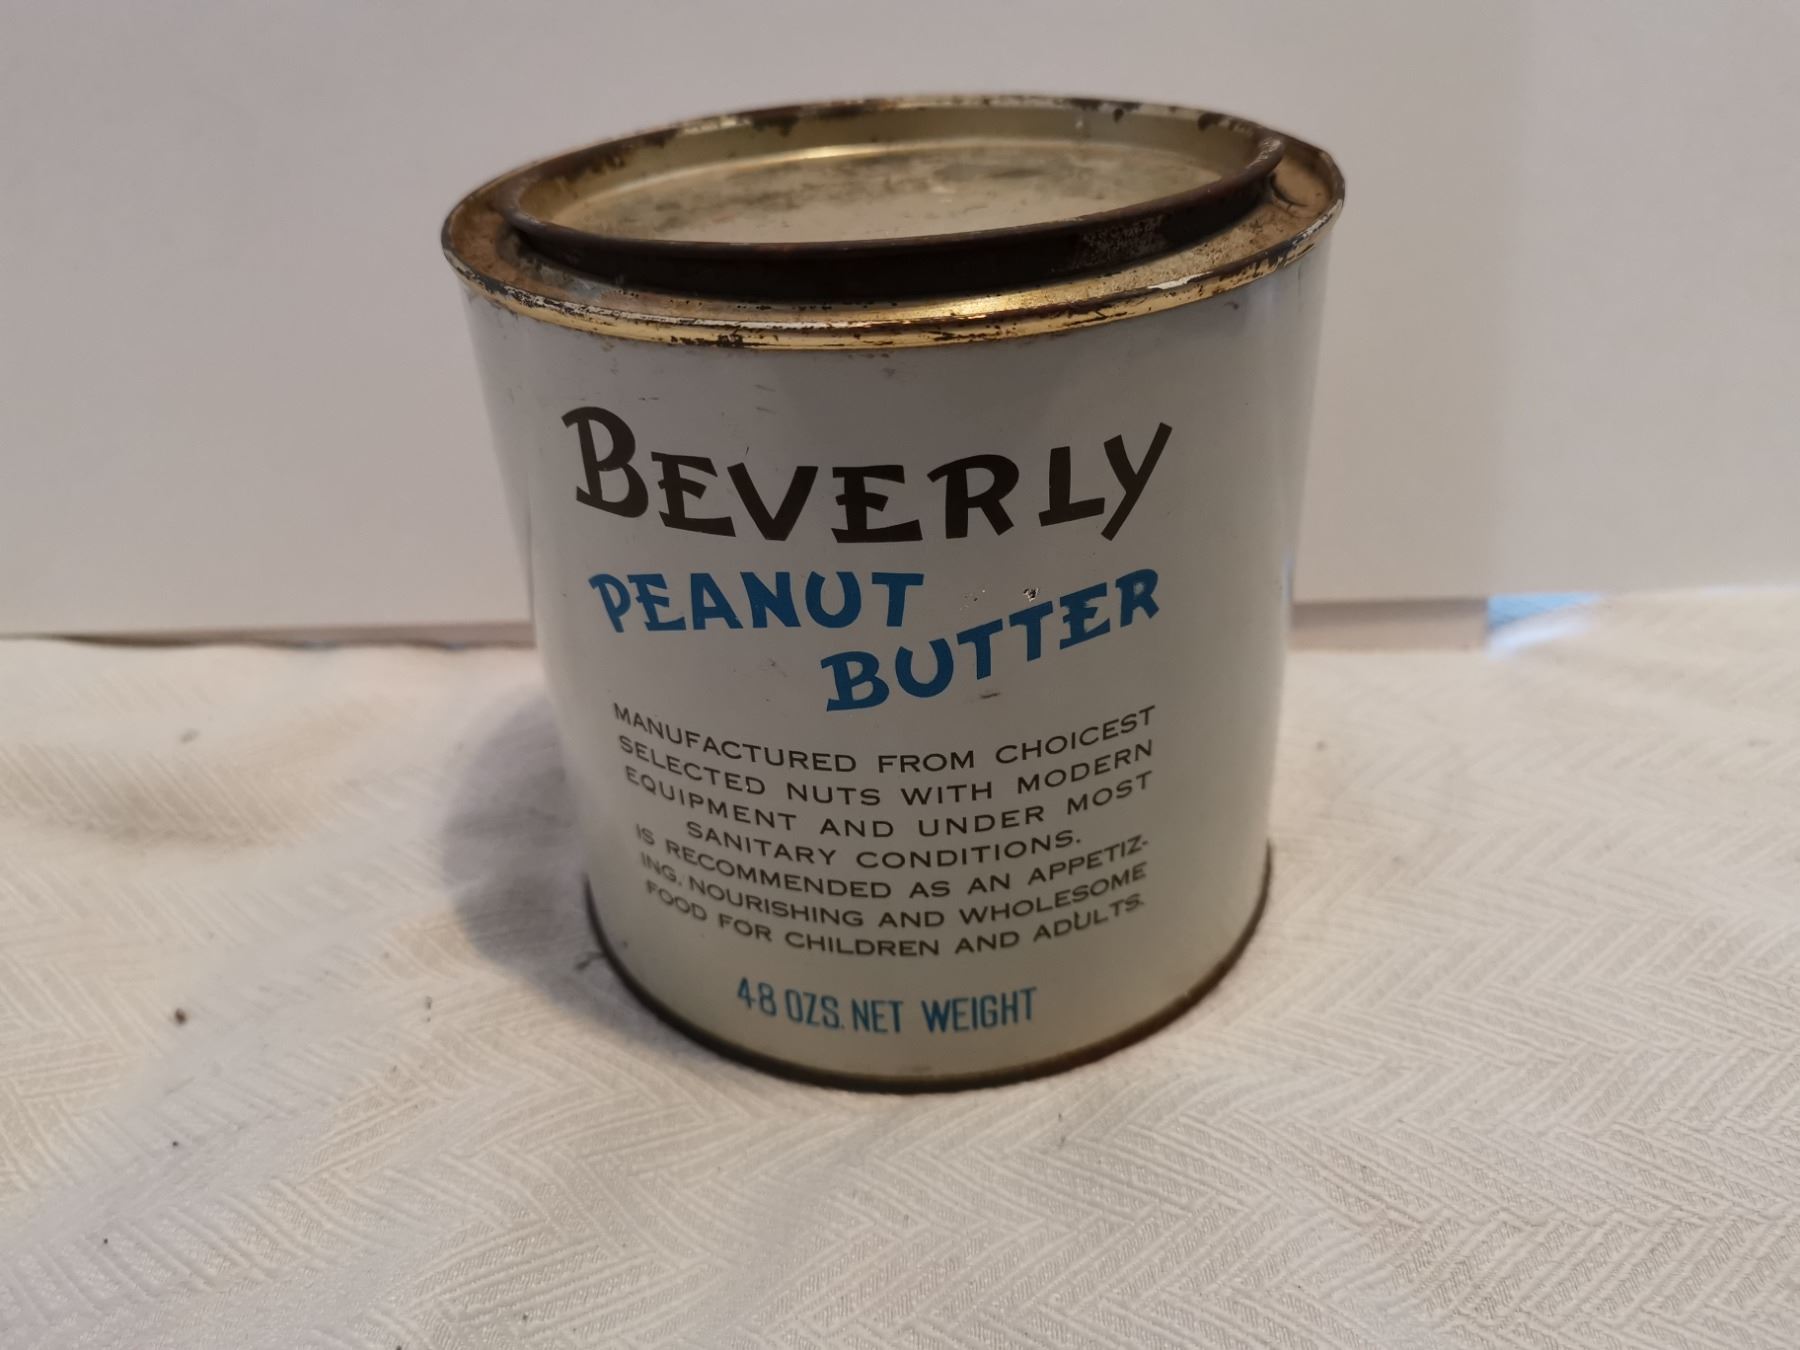 BEVERLY
PEANUT
BUTTER
MANUFACTURED FROM CHOICEST
SELECTED NUTS WITH MODERN
EQUIPMENT AND UNDER MOST
SANITARY CONDITIONS.
IS RECOMMENDED AS AN APPETIZ-
ING, NOURISHING AND WHOLESOME
FOOD FOR CHILDREN AND ADULTS.
48 OZS. NET WEIGHT